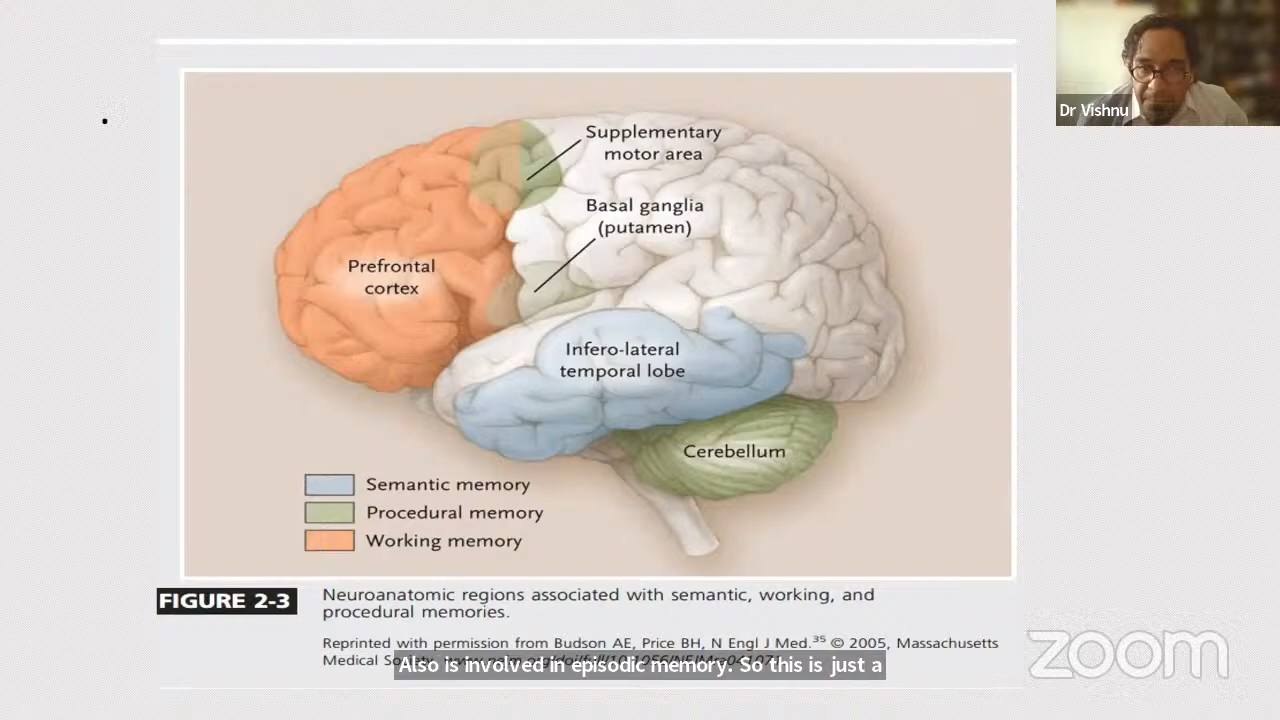 Dr Vishnu
Supplementary
motor area
Basal ganglia
(putamen)
Prefrontal
cortex
Infero-lateral
temporal lobe
Cerebellum
Semantic memory
Procedural memory
Working memory
FIGURE 2-3
Neuroanatomic regions associated with semantic, working, and
procedural memories.
Reprinted with permission from Budson AE, Price BH, N Engl J Med.³⁵ © 2005, Massachusetts
Medical
Also is involved in episodic memory. So this is just a
zoom